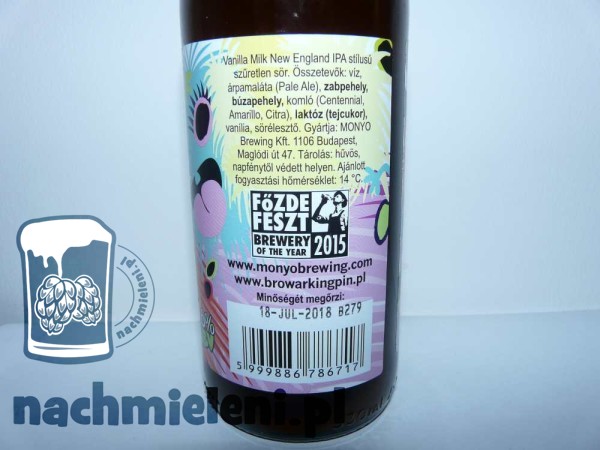 Vanilla Milk New England IPA stílusú
szűretlen sör. Összetevők: víz,
árpamaláta (Pale Ale), zabpehely,
búzapehely, komló (Centennial,
Amarillo, Citra), laktóz (tejcukor),
vanília, sörélesztő. Gyártja: MONYO
Brewing Kft. 1106 Budapest,
Maglódi út 47. Tárolás: hűvös,
napfénytől védett helyen. Ajánlott
fogyasztási hőmérséklet: 14 °C.
FőZDE
FESZT
BREWERY
OF THE YEAR
2015
www.monyobrewing.com
www.browarkingpin.pl
Minőségét megőrzi:
18-JUL-2018 B279
5 999886 786717
nachmieleni.pl
nachmieleni.pl